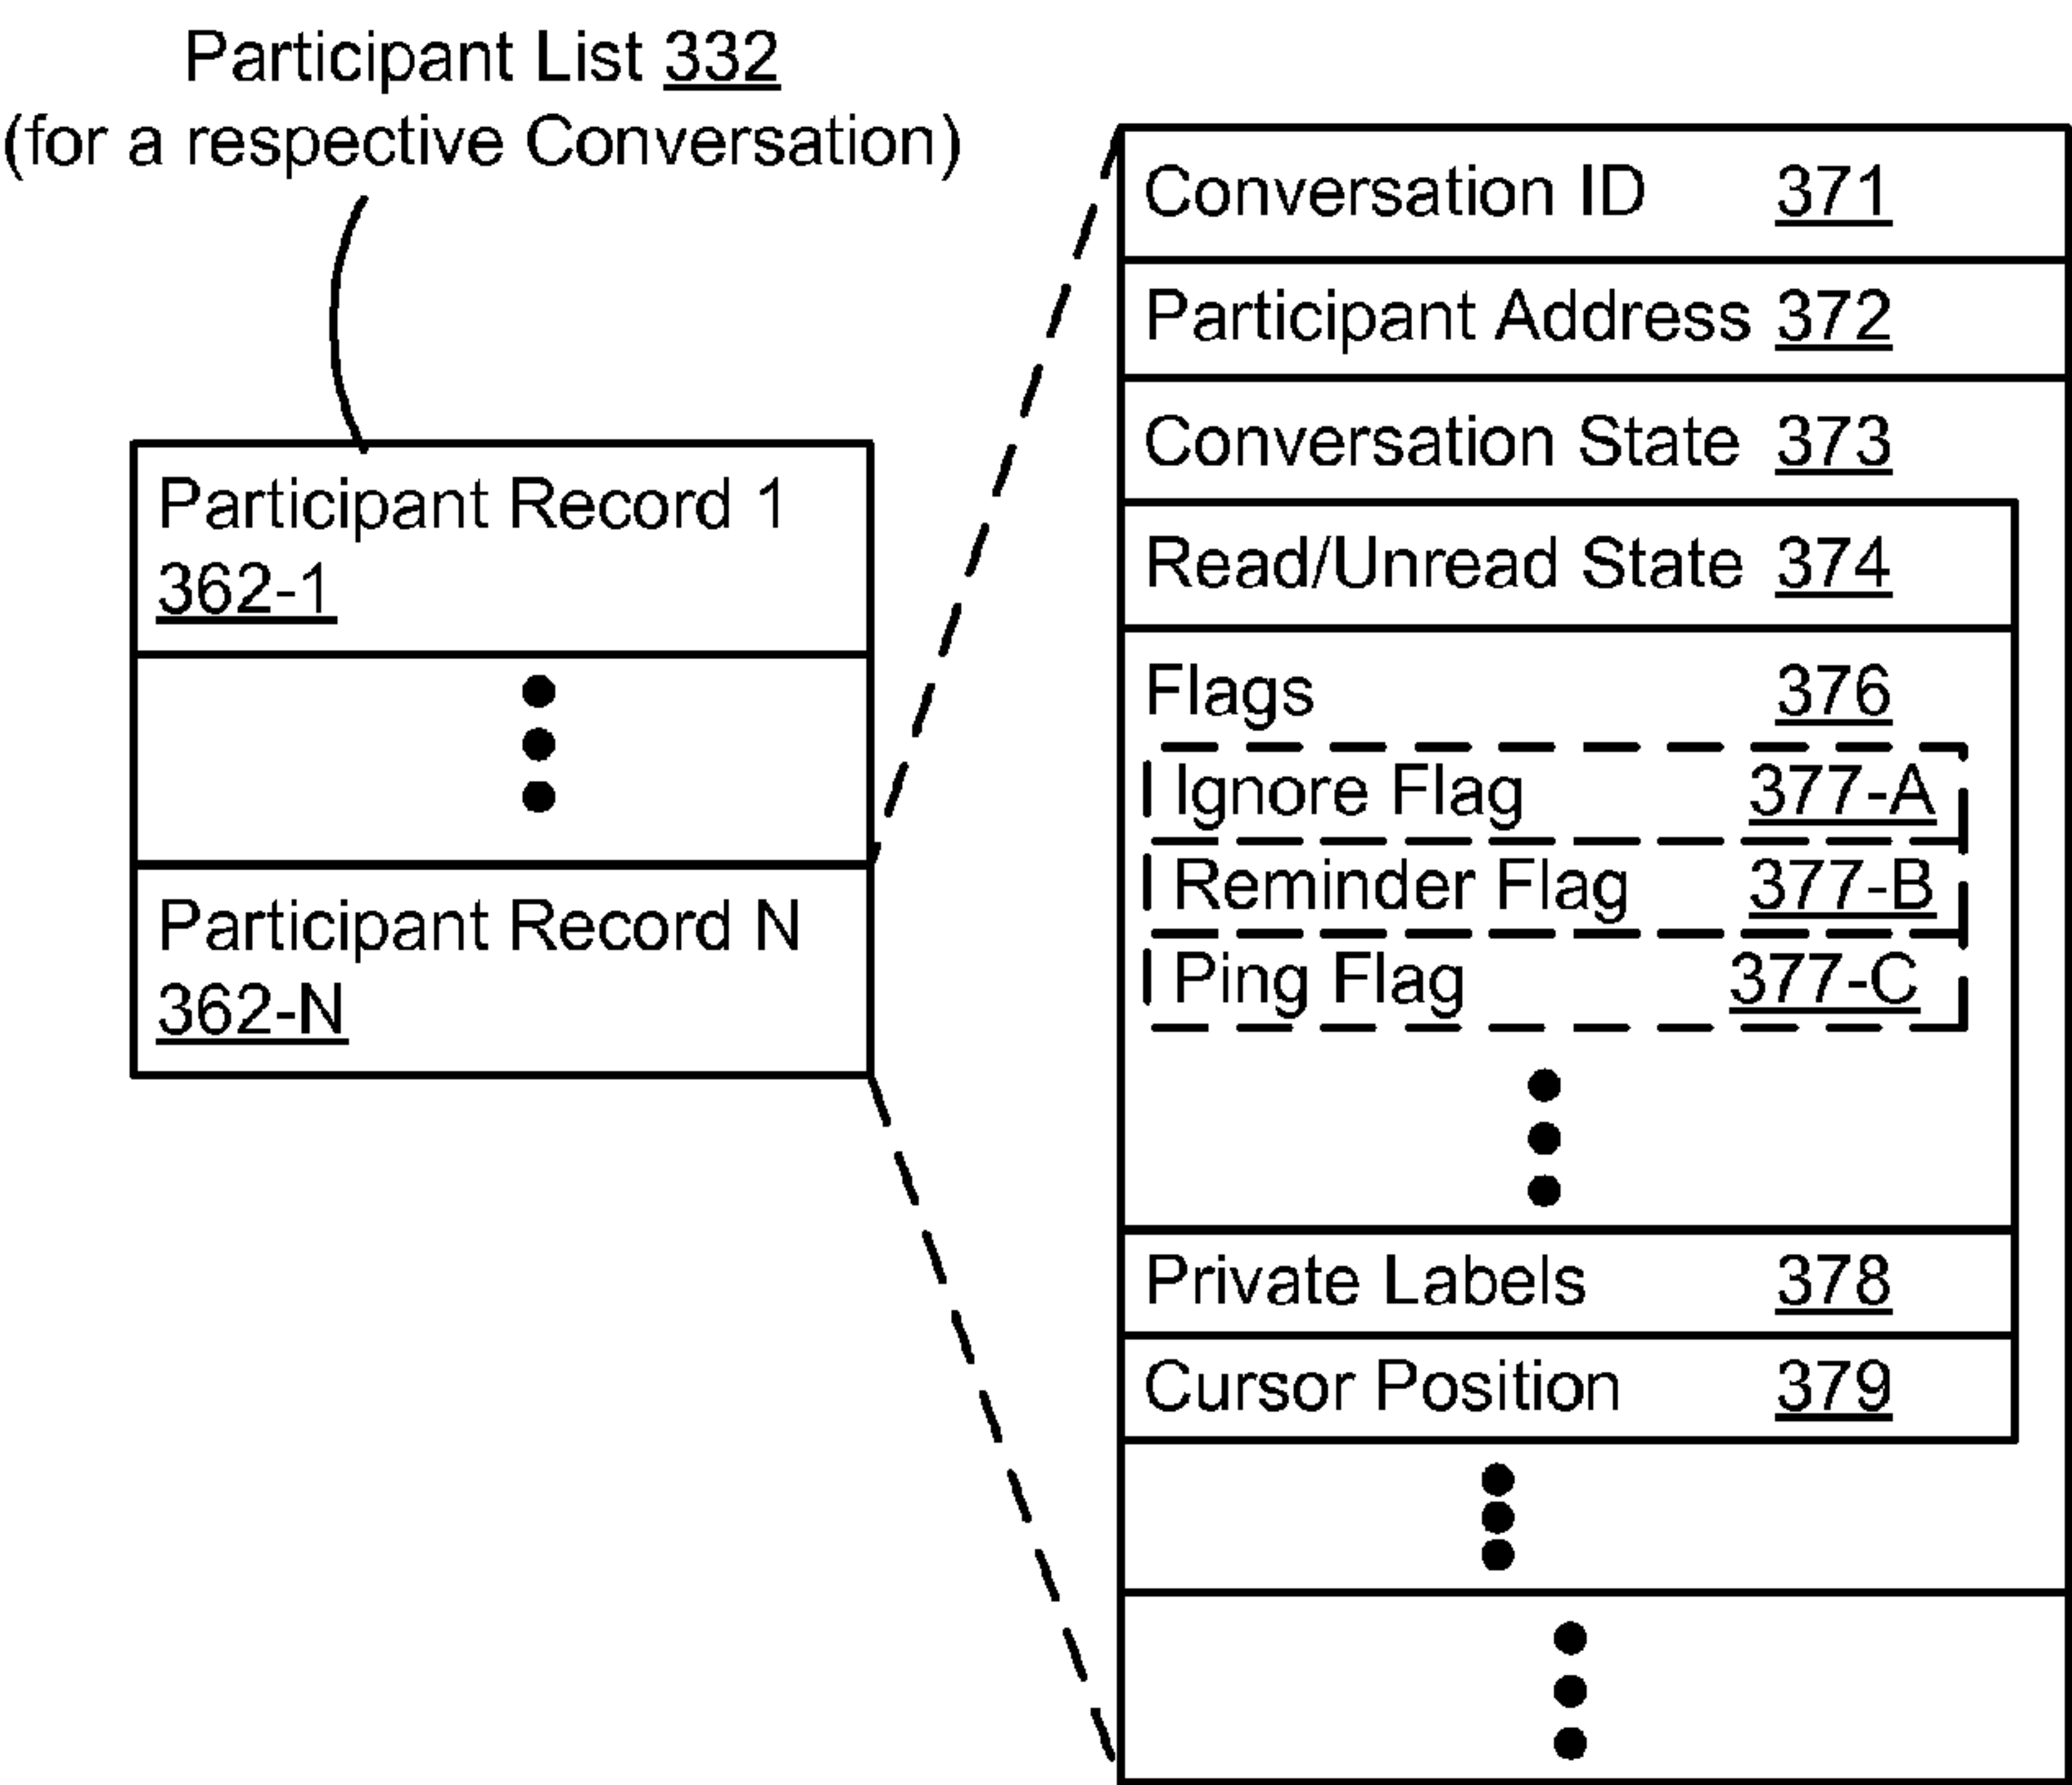 Participant List 332
(for a respective Conversation)
Participant Record 1
362-1
Participant Record N
362-N
Conversation ID 371
Participant Address 372
Conversation State 373
Read/Unread State 374
Flags 376
Ignore Flag 377-A
Reminder Flag 377-B
Ping Flag 377-C
Private Labels 378
Cursor Position 379